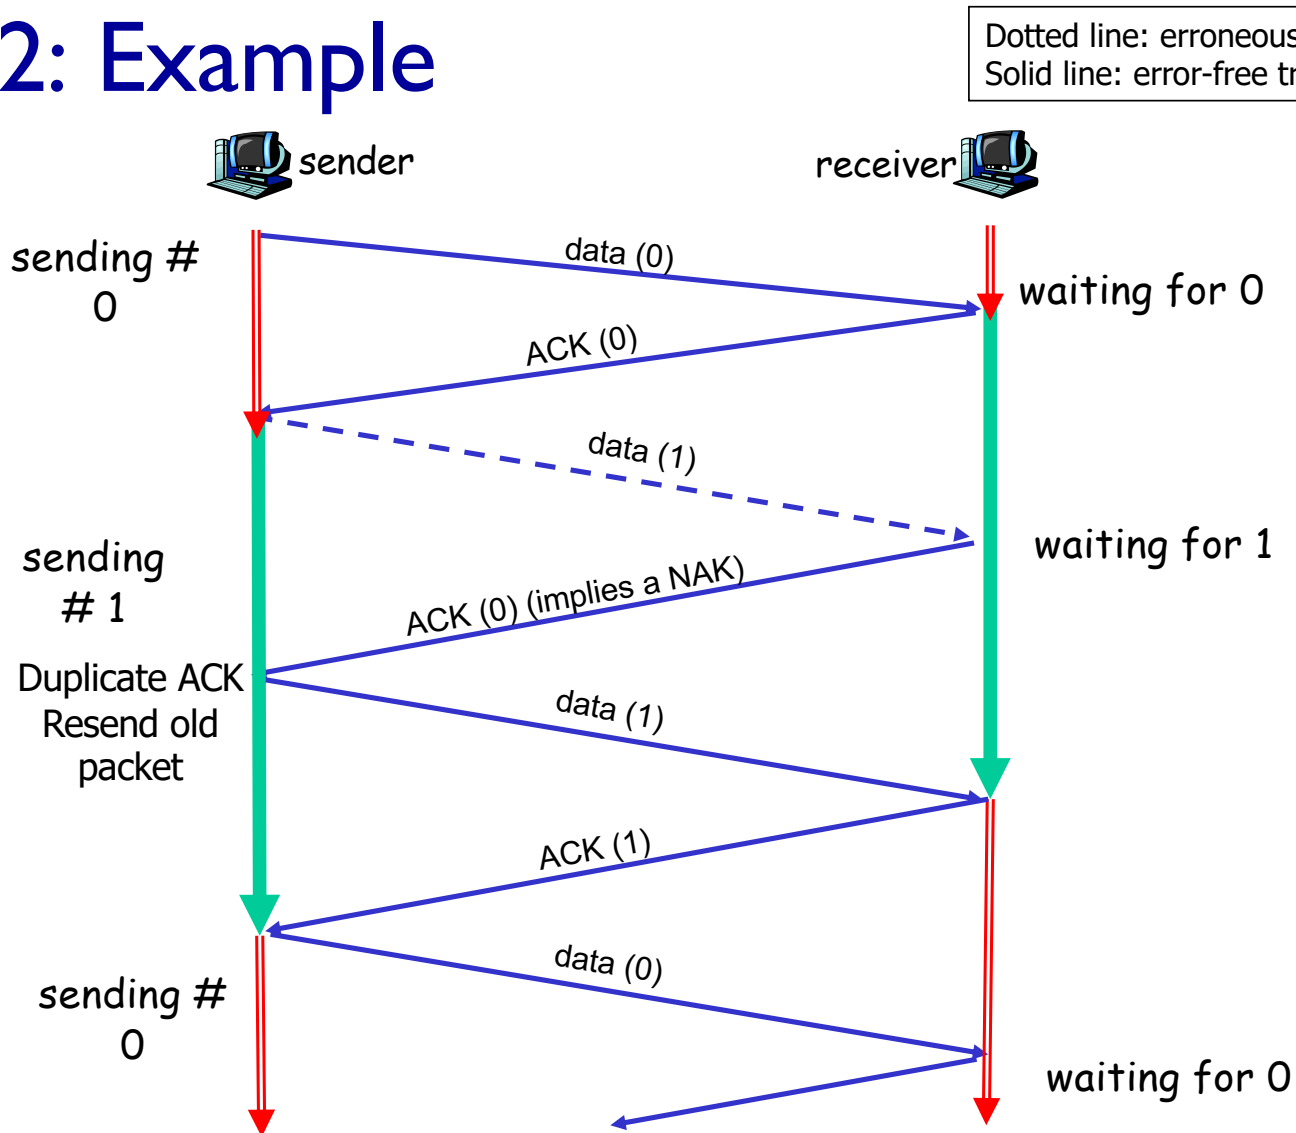 2: Example
Dotted line: erroneous
Solid line: error-free
sender
receiver
sending #
0
data (0)
waiting for 0
ACK (0)
data (1)
sending
# 1
waiting for 1
ACK (0) (implies a NAK)
Duplicate ACK
Resend old
packet
data (1)
ACK (1)
data (0)
sending #
0
waiting for 0